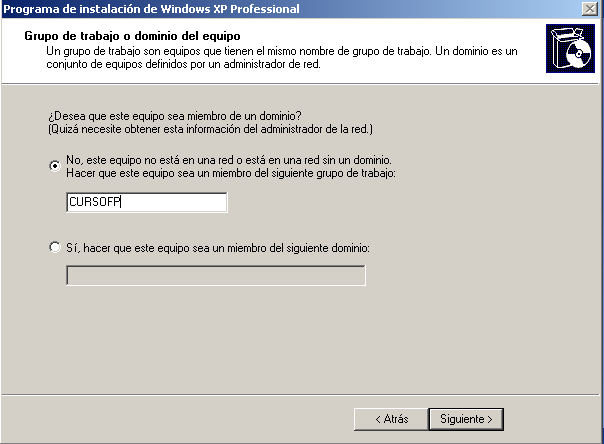 Programa de instalación de Windows XP Professional
Grupo de trabajo o dominio del equipo
Un grupo de trabajo son equipos que tienen el mismo nombre de grupo de trabajo. Un dominio es un
conjunto de equipos definidos por un administrador de red.
¿Desea que este equipo sea miembro de un dominio?
(Quizá necesite obtener esta información del administrador de la red.)
No, este equipo no está en una red o está en una red sin un dominio.
Hacer que este equipo sea un miembro del siguiente grupo de trabajo:
CURSOFP
Sí, hacer que este equipo sea un miembro del siguiente dominio:
< Atrás Siguiente >